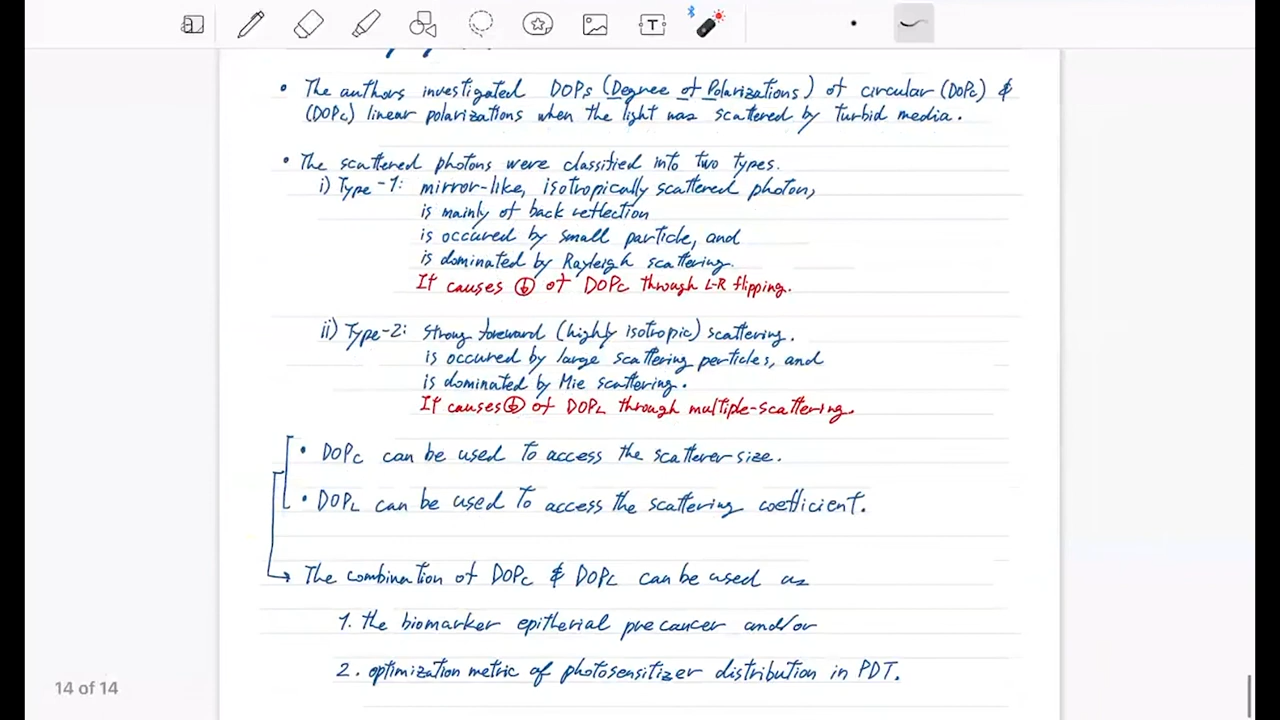 • The authors investigated DOPs (Degree of Polarizations) of circular (DOPc) &
(DOPL) linear polarizations when the light was scattered by turbid media.
• The scattered photons were classified into two types.
i) Type-1: mirror-like, isotropically scattered photon,
is mainly of back reflection
is occured by small particle, and
is dominated by Rayleigh scattering.
It causes ↓ of DOPc through L-R flipping.
ii) Type-2: Strong foreward (highly isotropic) scattering.
is occured by large scattering perticles, and
is dominated by Mie scattering.
It causes ↓ of DOPL through multiple-scattering.
• DOPc can be used to access the scatterer size.
• DOPL can be used to access the scattering coefficient.
→ The combination of DOPc & DOPL can be used as
1. the biomarker epitherial precancer and/or
2. optimization metric of photosensitizer distribution in PDT.
14 of 14
T